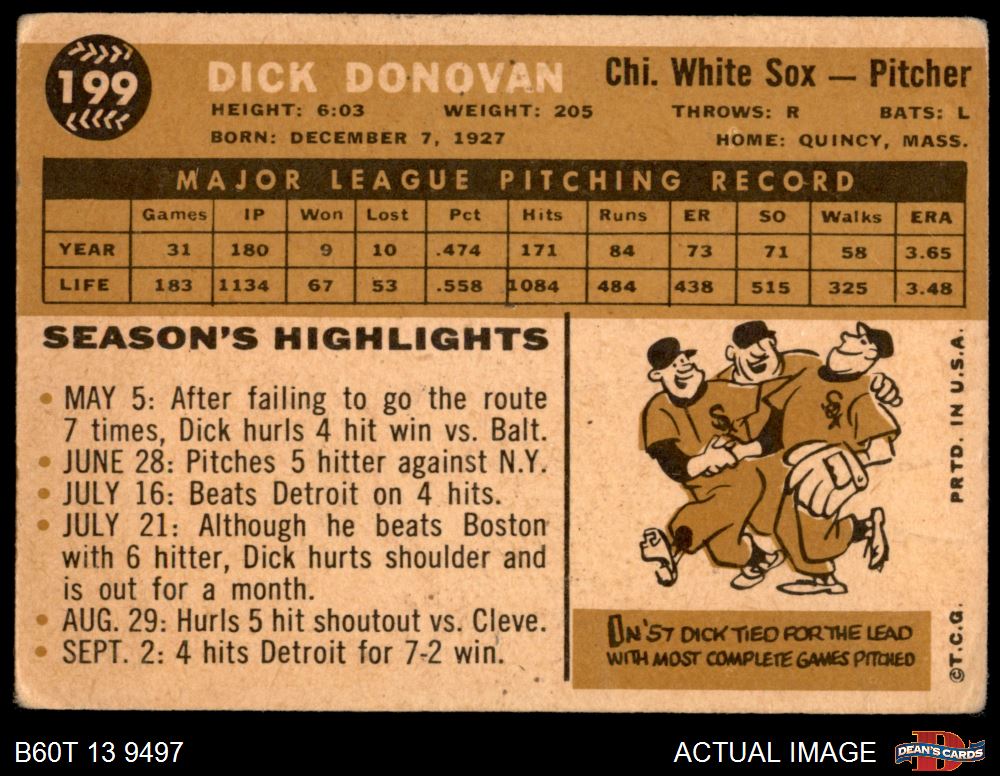 199
DICK DONOVAN Chi. White Sox — Pitcher
HEIGHT: 6:03 WEIGHT: 205 THROWS: R BATS: L
BORN: DECEMBER 7, 1927 HOME: QUINCY, MASS.
MAJOR LEAGUE PITCHING RECORD
Games IP Won Lost Pct Hits Runs ER SO Walks ERA
YEAR 31 180 9 10 .474 171 84 73 71 58 3.65
LIFE 183 1134 67 53 .558 1084 484 438 515 325 3.48
SEASON'S HIGHLIGHTS
• MAY 5: After failing to go the route
7 times, Dick hurls 4 hit win vs. Balt.
• JUNE 28: Pitches 5 hitter against N.Y.
• JULY 16: Beats Detroit on 4 hits.
• JULY 21: Although he beats Boston
with 6 hitter, Dick hurts shoulder and
is out for a month.
• AUG. 29: Hurls 5 hit shoutout vs. Cleve.
• SEPT. 2: 4 hits Detroit for 7-2 win.
SOX
SOX
IN '57 DICK TIED FOR THE LEAD
WITH MOST COMPLETE GAMES PITCHED
©T.C.G. PRTD. IN U.S.A.
B60T 13 9497 ACTUAL IMAGE
D
DEAN'S CARDS